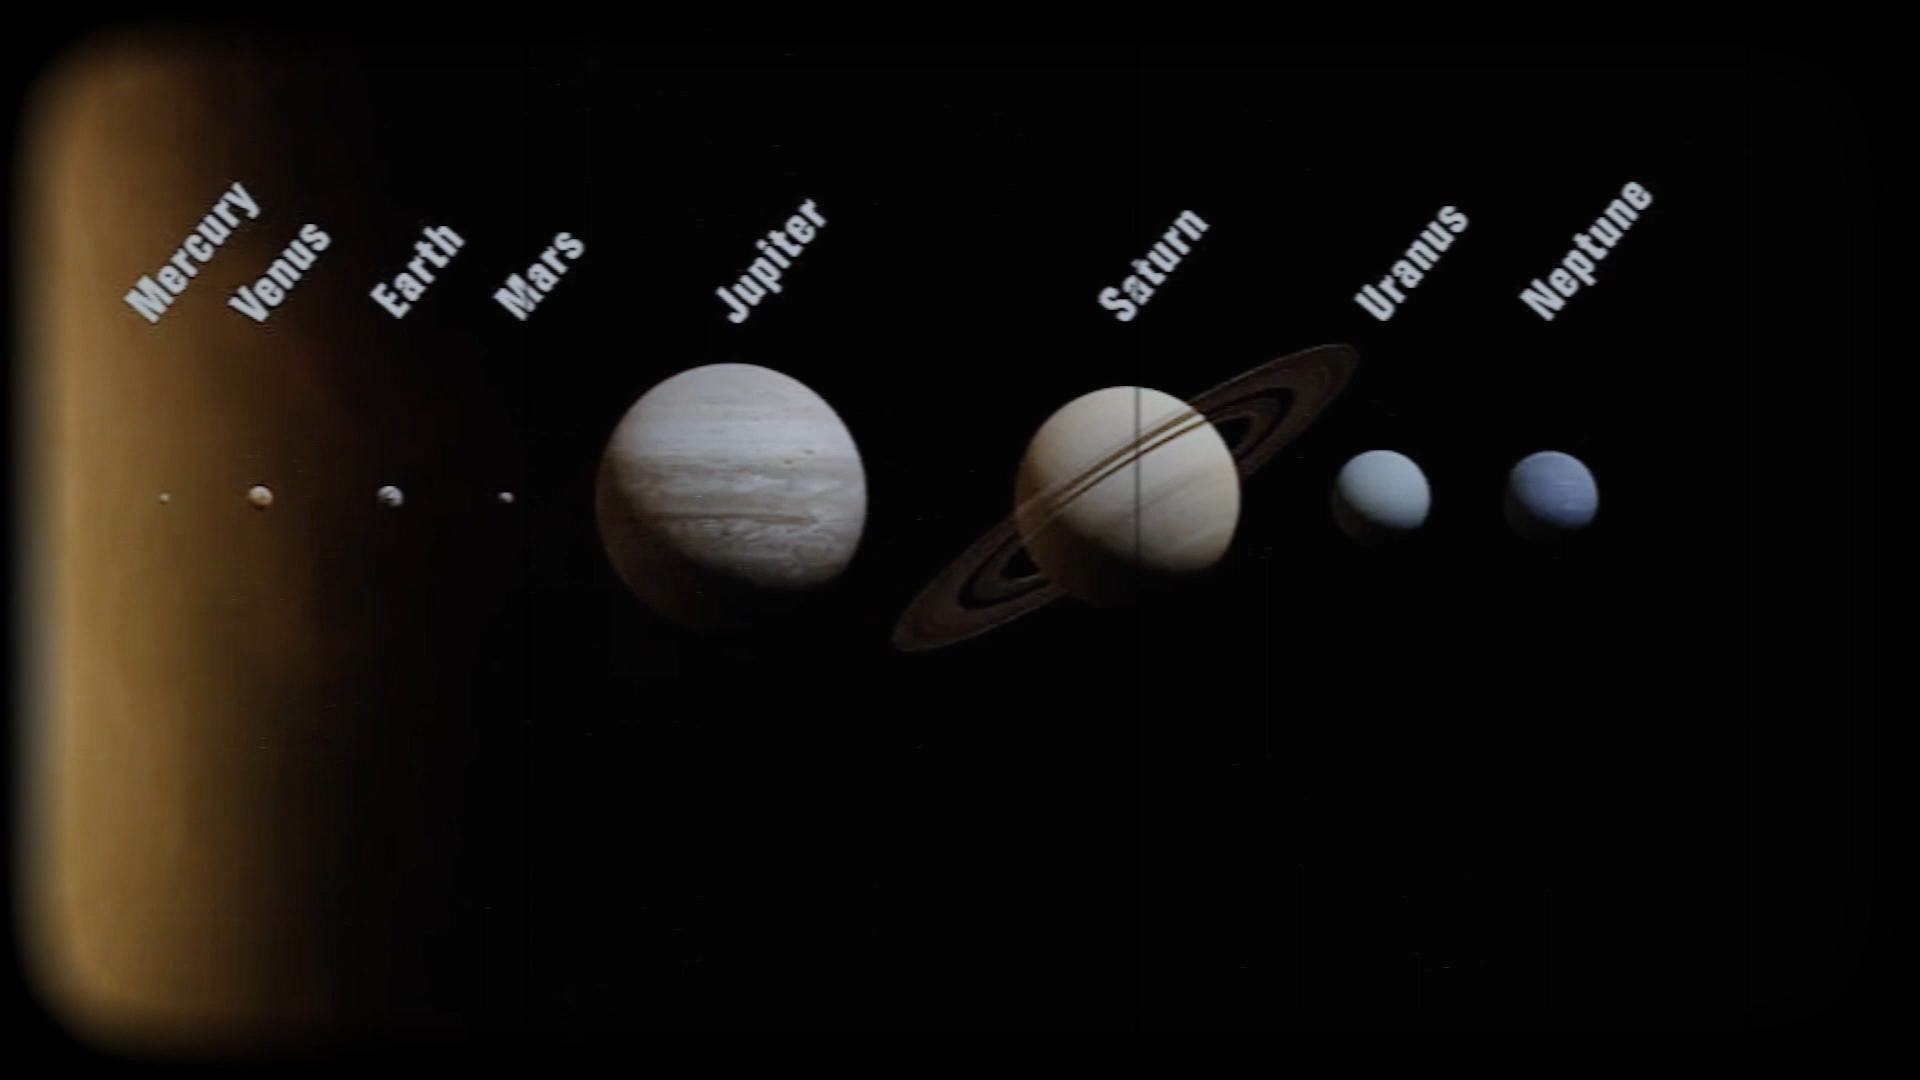 Mercury
Venus
Earth
Mars
Jupiter
Saturn
Uranus
Neptune